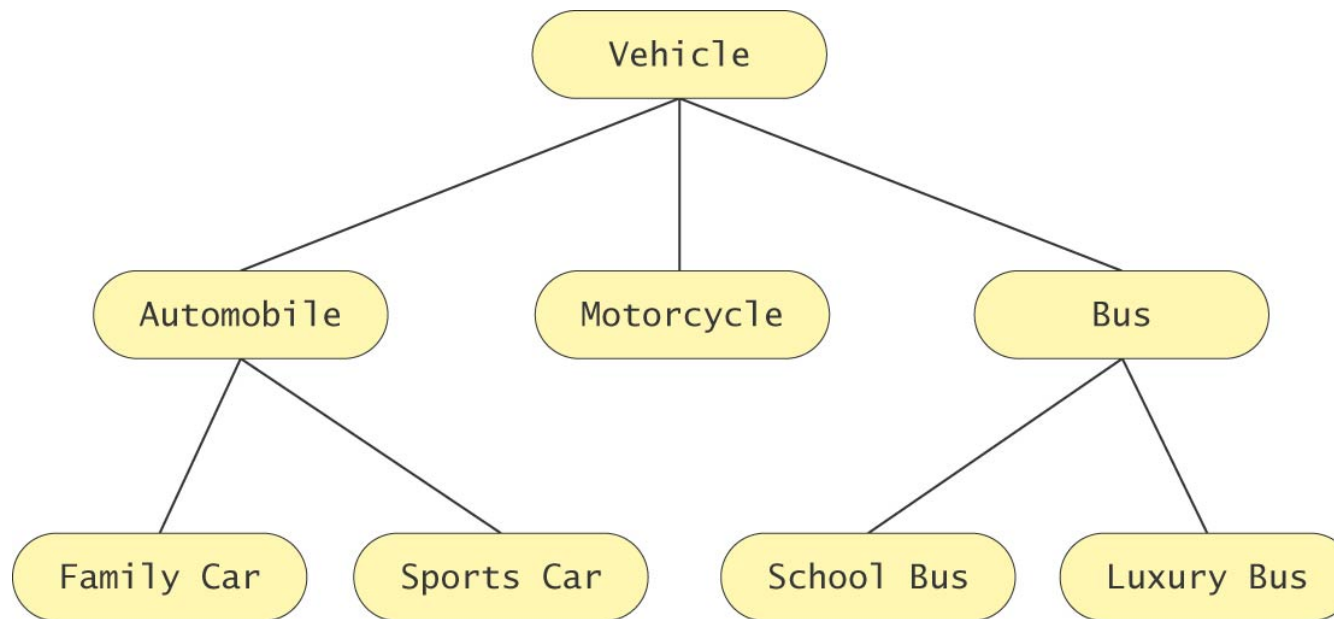 Vehicle
Automobile
Motorcycle
Bus
Family Car
Sports Car
School Bus
Luxury Bus